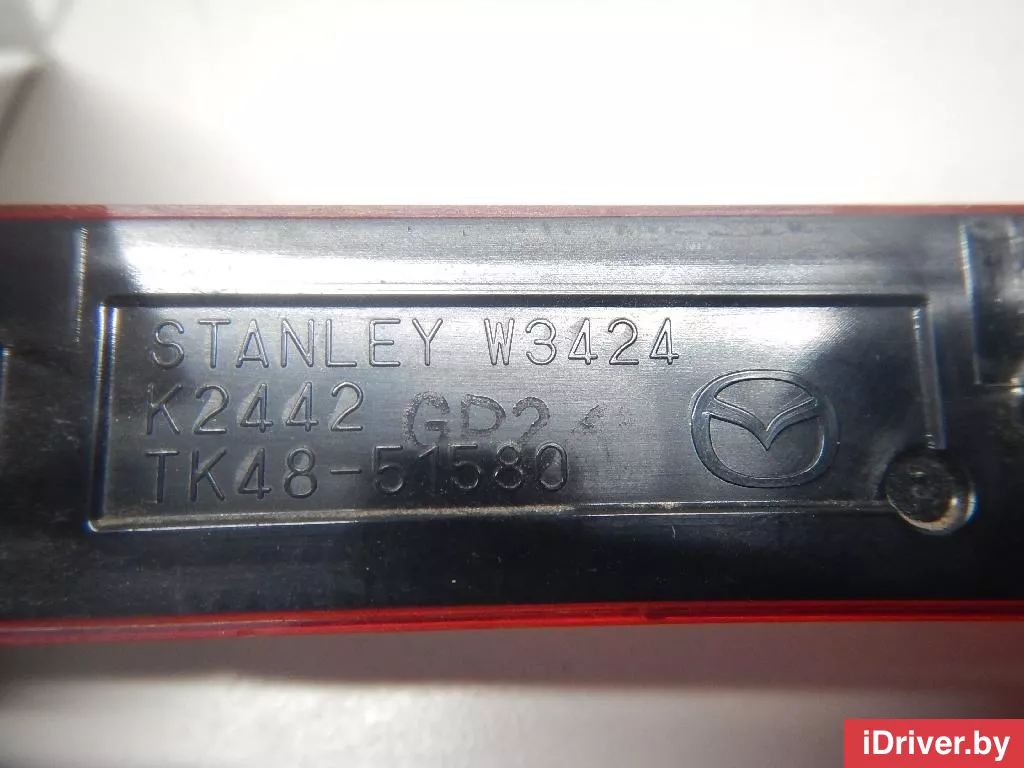 STANLEY W3424
K2442 GP2
TK48-51580
iDriver.by